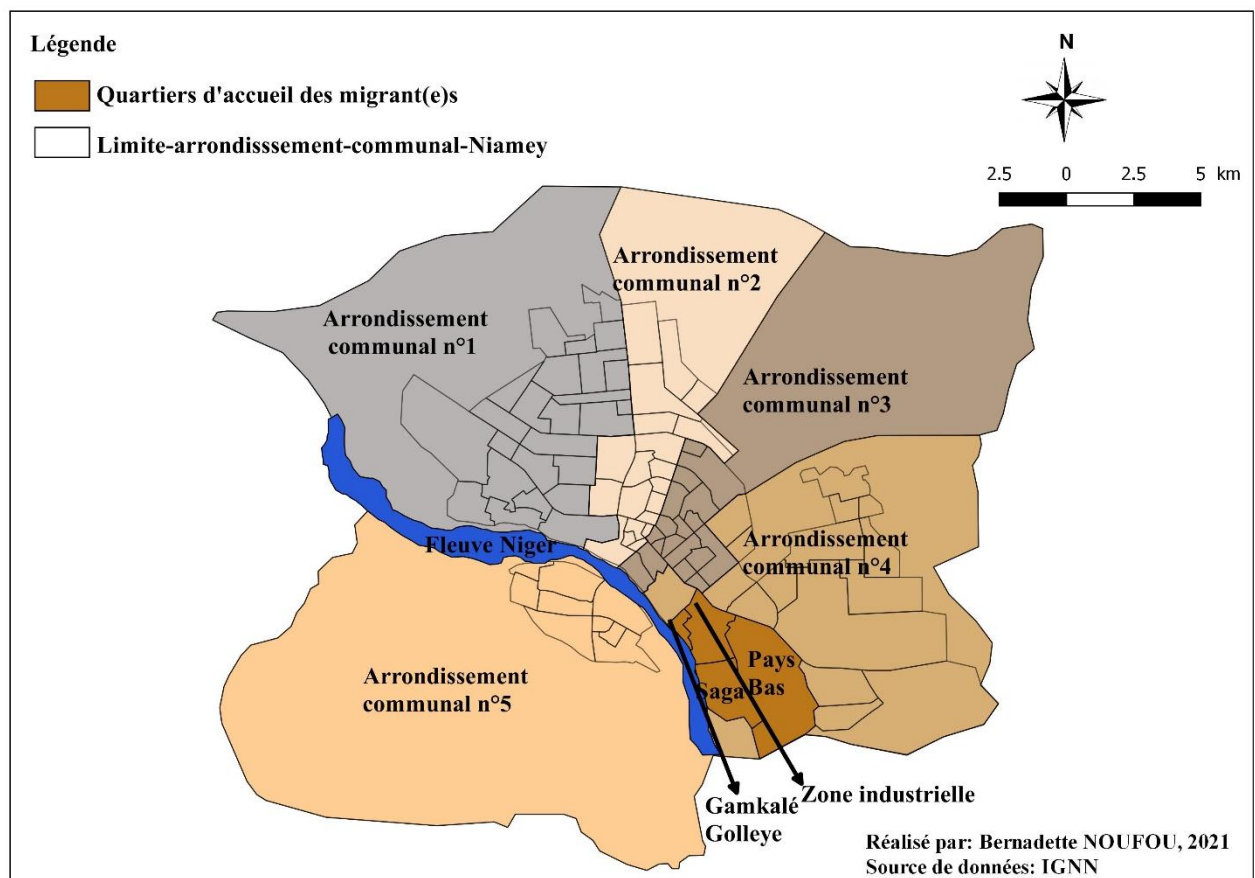 Légende
Quartiers d'accueil des migrant(e)s
Limite-arrondisssement-communal-Niamey
N
2.5 0 2.5 5 km
Arrondissement
communal n°2
Arrondissement
communal n°1
Arrondissement
communal n°3
Fleuve Niger
Arrondissement
communal n°4
Arrondissement
communal n°5
Pays
Bas
Saga
Zone industrielle
Gamkalé
Golleye
Réalisé par: Bernadette NOUFOU, 2021
Source de données: IGNN